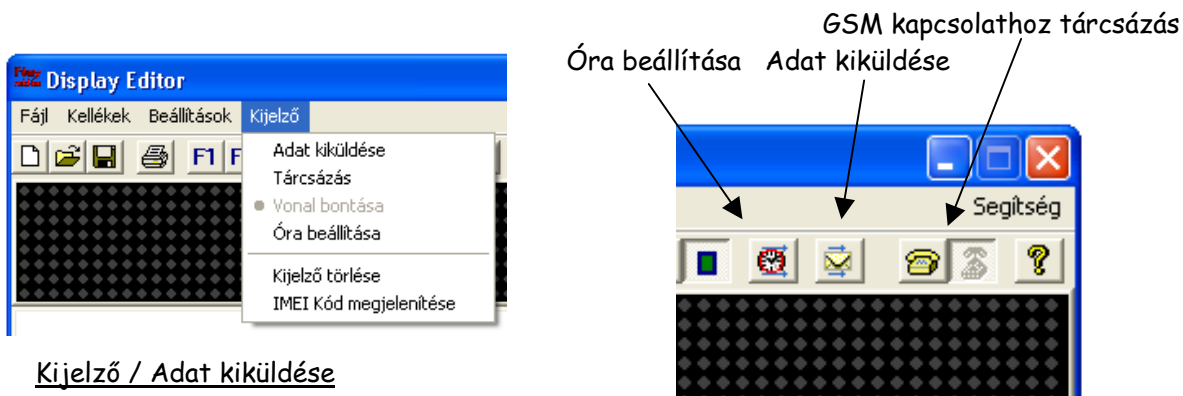 GSM kapcsolathoz tárcsázás
Óra beállítása Adat kiküldése
Display Editor
Fájl Kellékek Beállítások Kijelző
F1 F
Adat kiküldése
Tárcsázás
Vonal bontása
Óra beállítása
Kijelző törlése
IMEI Kód megjelenítése
Segítség
?
Kijelző / Adat kiküldése